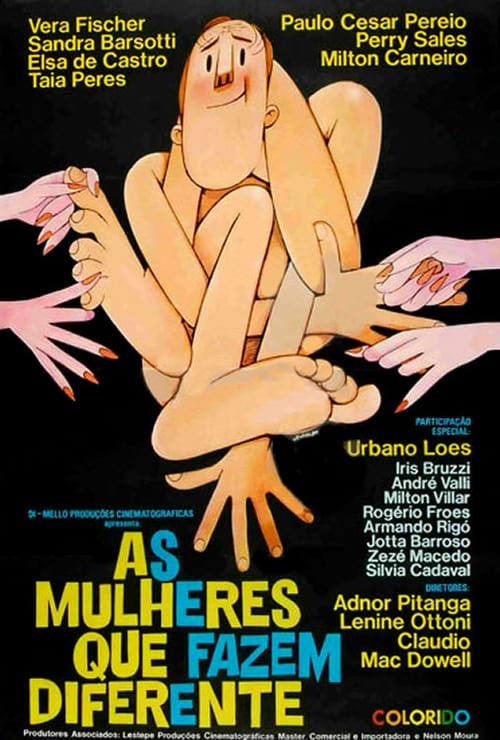 Vera Fischer
Sandra Barsotti
Elsa de Castro
Taia Peres
Paulo Cesar Pereio
Perry Sales
Milton Carneiro
PARTICIPAÇÃO
ESPECIAL:
Urbano Loes
Iris Bruzzi
André Valli
Milton Villar
Rogério Froes
Armando Rigó
Jotta Barroso
Zezé Macedo
Silvia Cadaval
DIRETORES:
Adnor Pitanga
Lenine Ottoni
Claudio
Mac Dowell
DI - MELLO PRODUÇÕES CINEMATOGRAFICAS
apresenta:
AS
MULHERES
QUE FAZEM
DIFERENTE
COLORIDO
Produtores Associados: Lestepe Produções Cinematográficas Master Comercial e Importadora e Nelson Moura